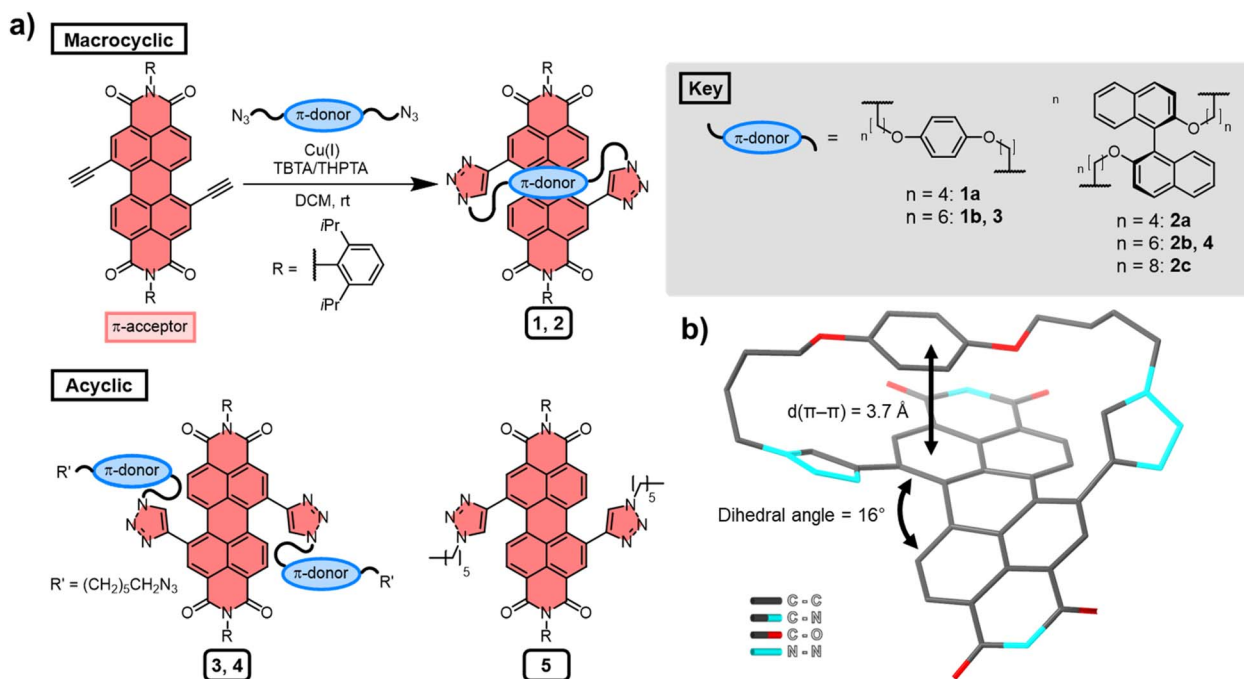 a)
Macrocyclic
R
O N O
N3 π-donor N3
Cu(I)
TBTA/THPTA
DCM, rt
R = iPr
iPr
O N O
R
π-acceptor
R
O N O
N N N π-donor N N N
O N O
R
1, 2
Key
π-donor =
n O O n
n = 4: 1a
n = 6: 1b, 3
n
O n
n O
n = 4: 2a
n = 6: 2b, 4
n = 8: 2c
Acyclic
R
O N O
R' π-donor
N N N
N N N
π-donor R'
R' = (CH2)5CH2N3
O N O
R
3, 4
R
O N O
5
N N N
N N N
5
O N O
R
5
b)
d(π–π) = 3.7 Å
Dihedral angle = 16°
C - C
C - N
C - O
N - N